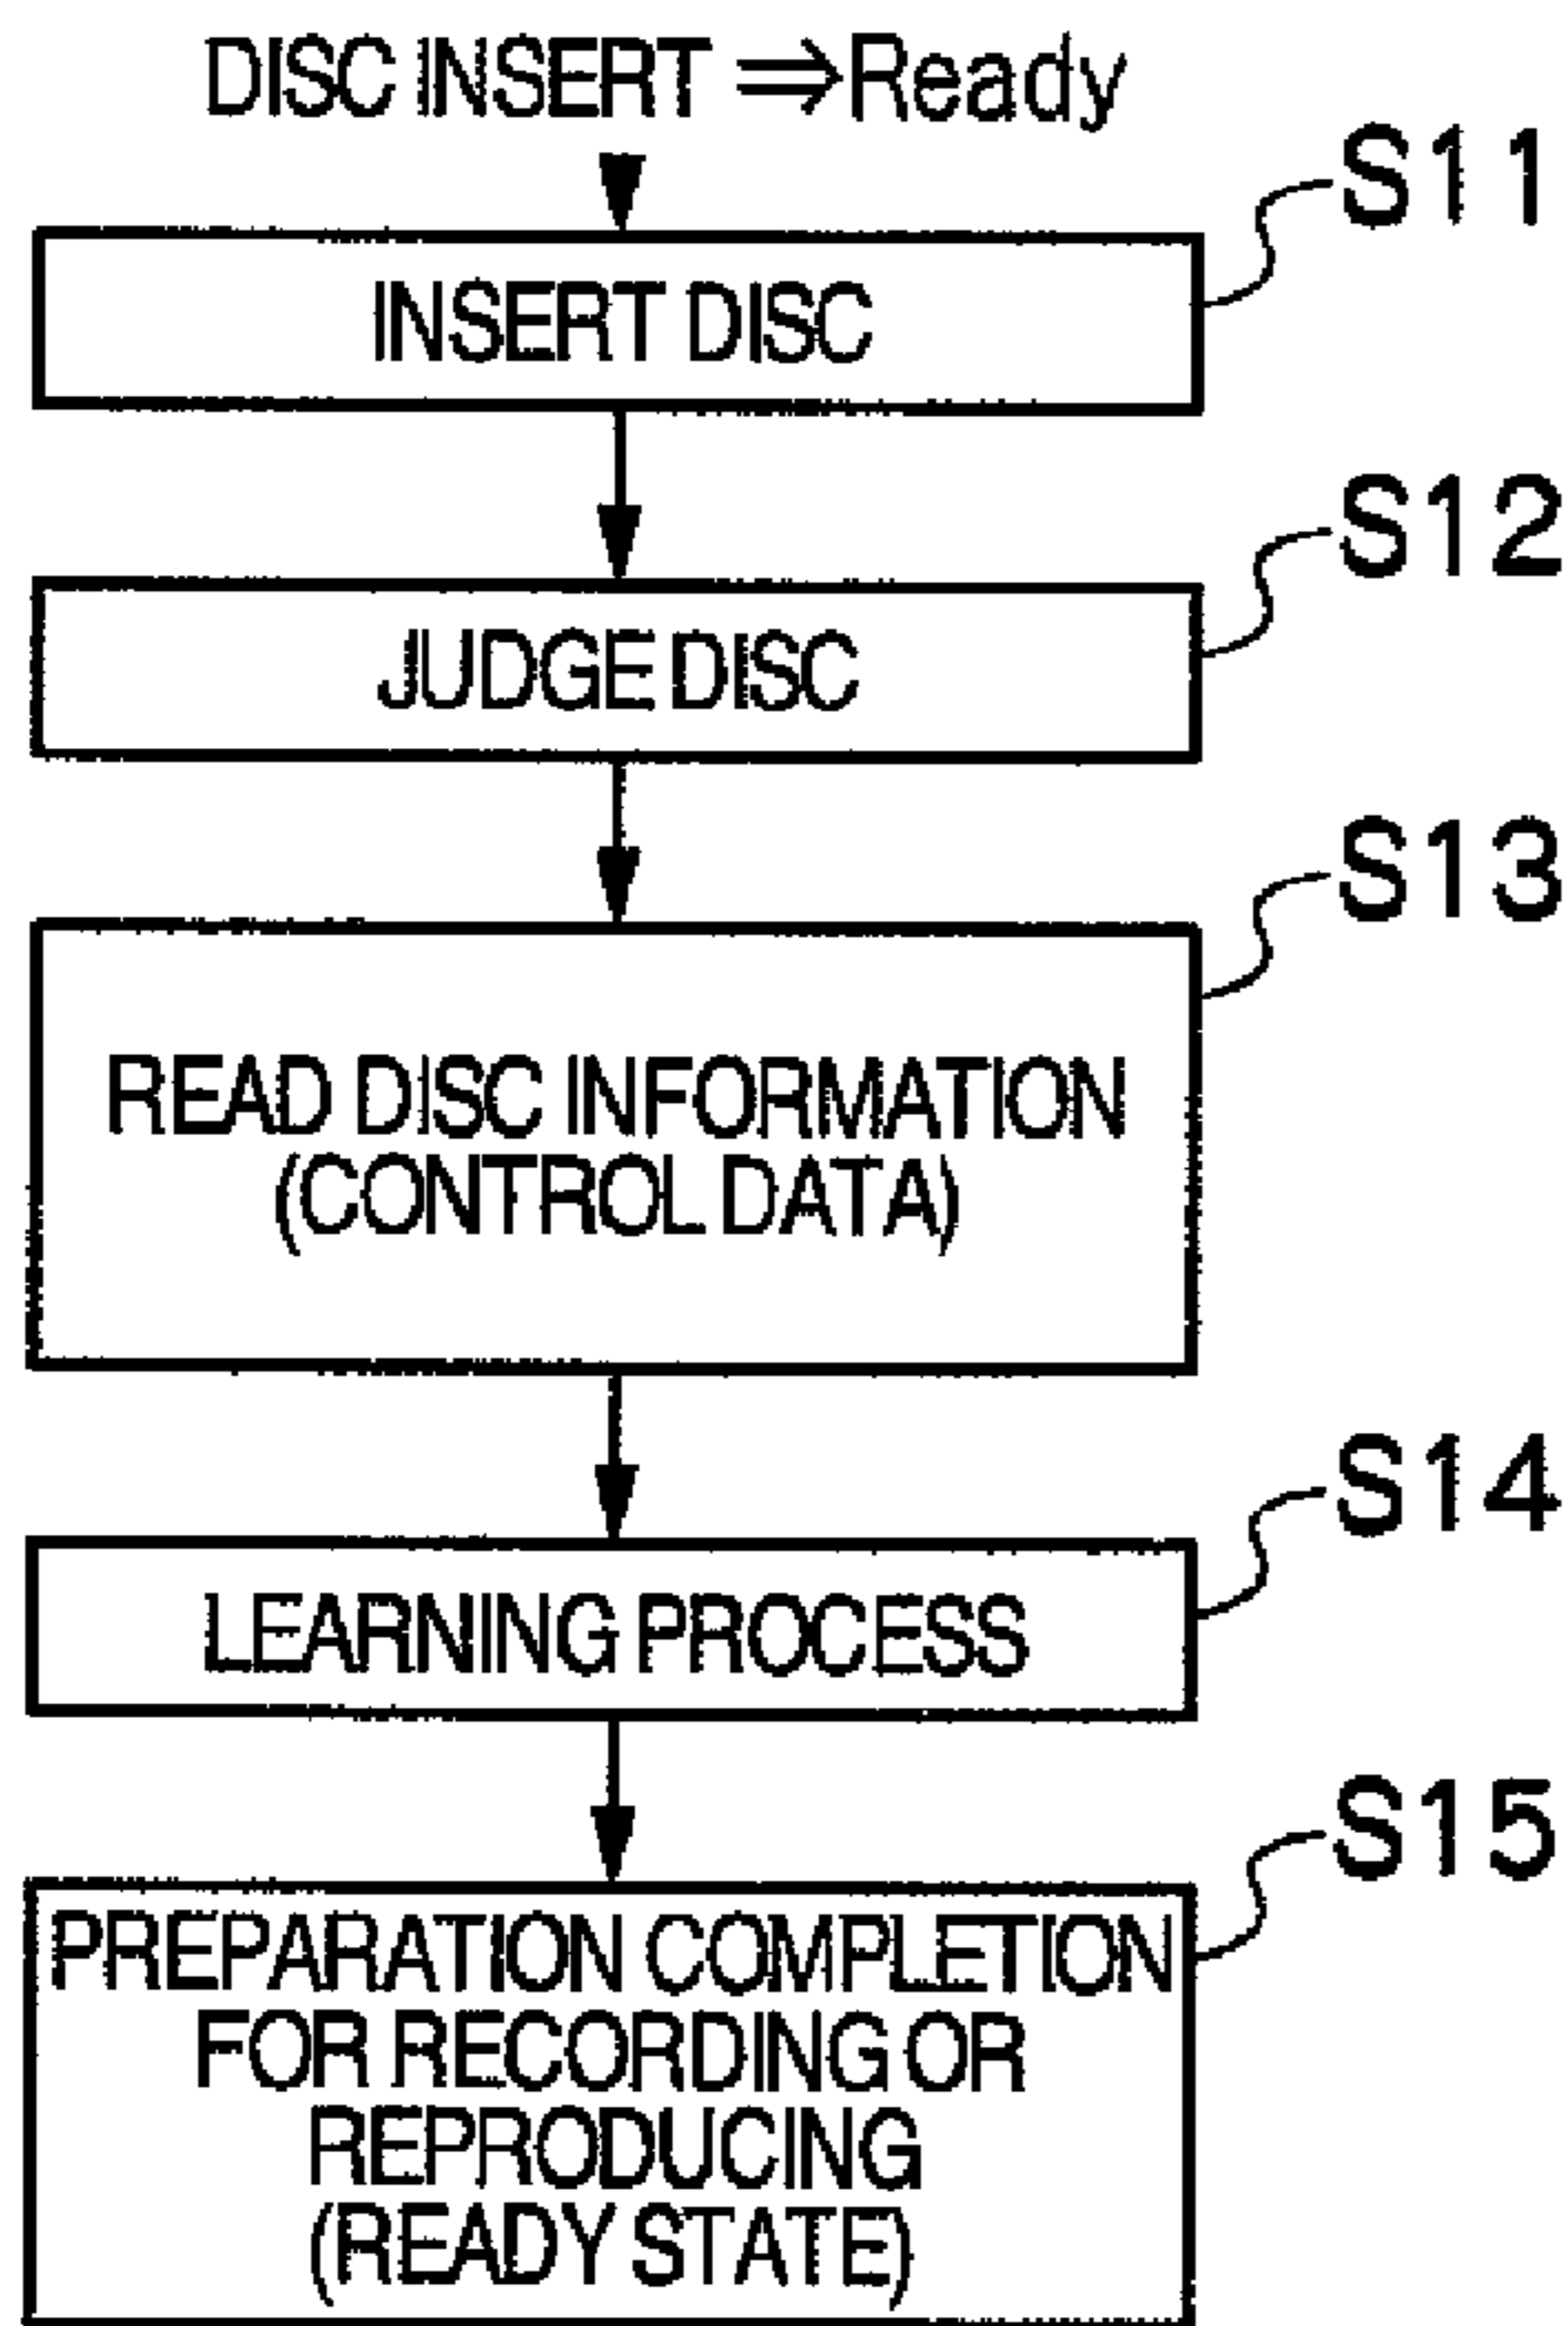 DISC INSERT ⇒Ready
S11
INSERT DISC
S12
JUDGE DISC
S13
READ DISC INFORMATION
(CONTROL DATA)
S14
LEARNING PROCESS
S15
PREPARATION COMPLETION
FOR RECORDING OR
REPRODUCING
(READY STATE)